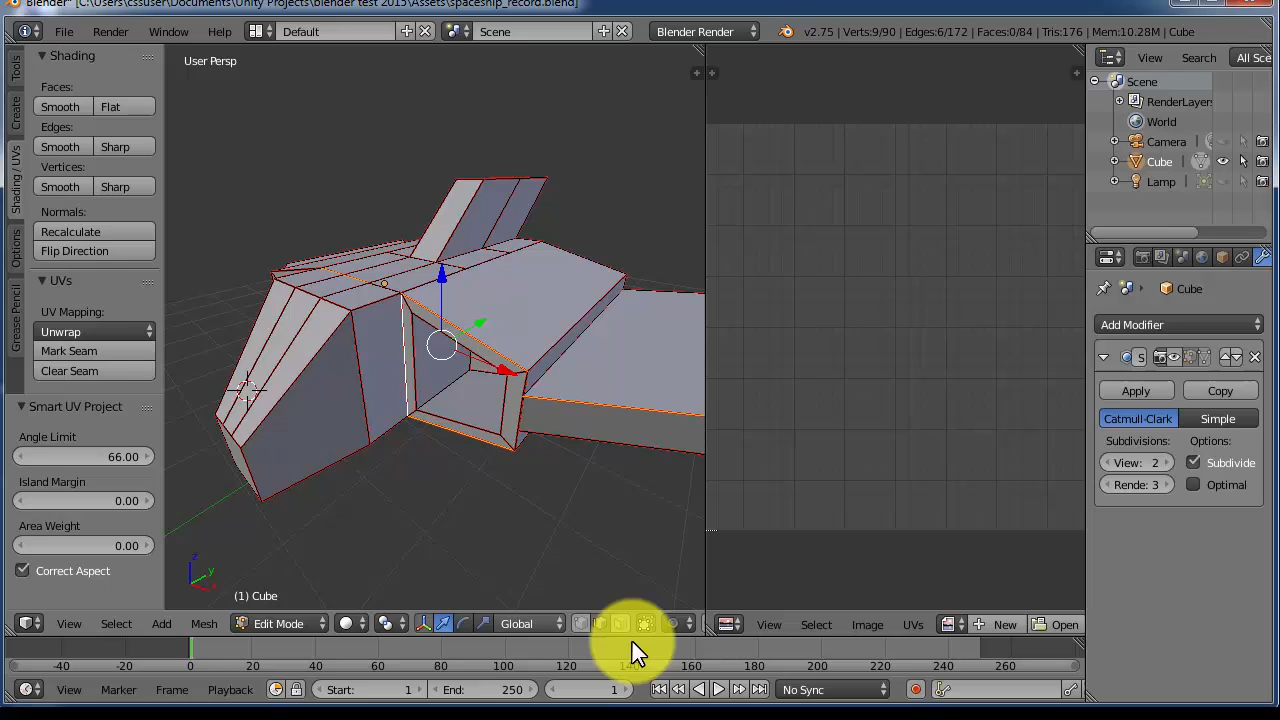 Blender* [C:\Users\cssuser\Documents\Unity Projects\blender test 2015\Assets\spaceship_record.blend]
File Render Window Help Default Scene Blender Render v2.75 | Verts:9/90 | Edges:6/172 | Faces:0/84 | Tris:176 | Mem:10.28M | Cube
Tools
Create
Shading / UVs
Options
Grease Pencil
Shading
Faces:
Smooth Flat
Edges:
Smooth Sharp
Vertices:
Smooth Sharp
Normals:
Recalculate
Flip Direction
UVs
UV Mapping:
Unwrap
Mark Seam
Clear Seam
Smart UV Project
Angle Limit
66.00
Island Margin
0.00
Area Weight
0.00
Correct Aspect
User Persp
z
y
x
(1) Cube
View Select Add Mesh Edit Mode Global
View Select Image UVs New Open
View Search All Sce
Scene
RenderLayers
World
Camera
Cube
Lamp
Cube
Add Modifier
S
Apply Copy
Catmull-Clark Simple
Subdivisions: Options:
View: 2 Subdivide
Rende: 3 Optimal
-40 -20 0 20 40 60 80 100 120 140 160 180 200 220 240 260
View Marker Frame Playback Start: 1 End: 250 1 No Sync